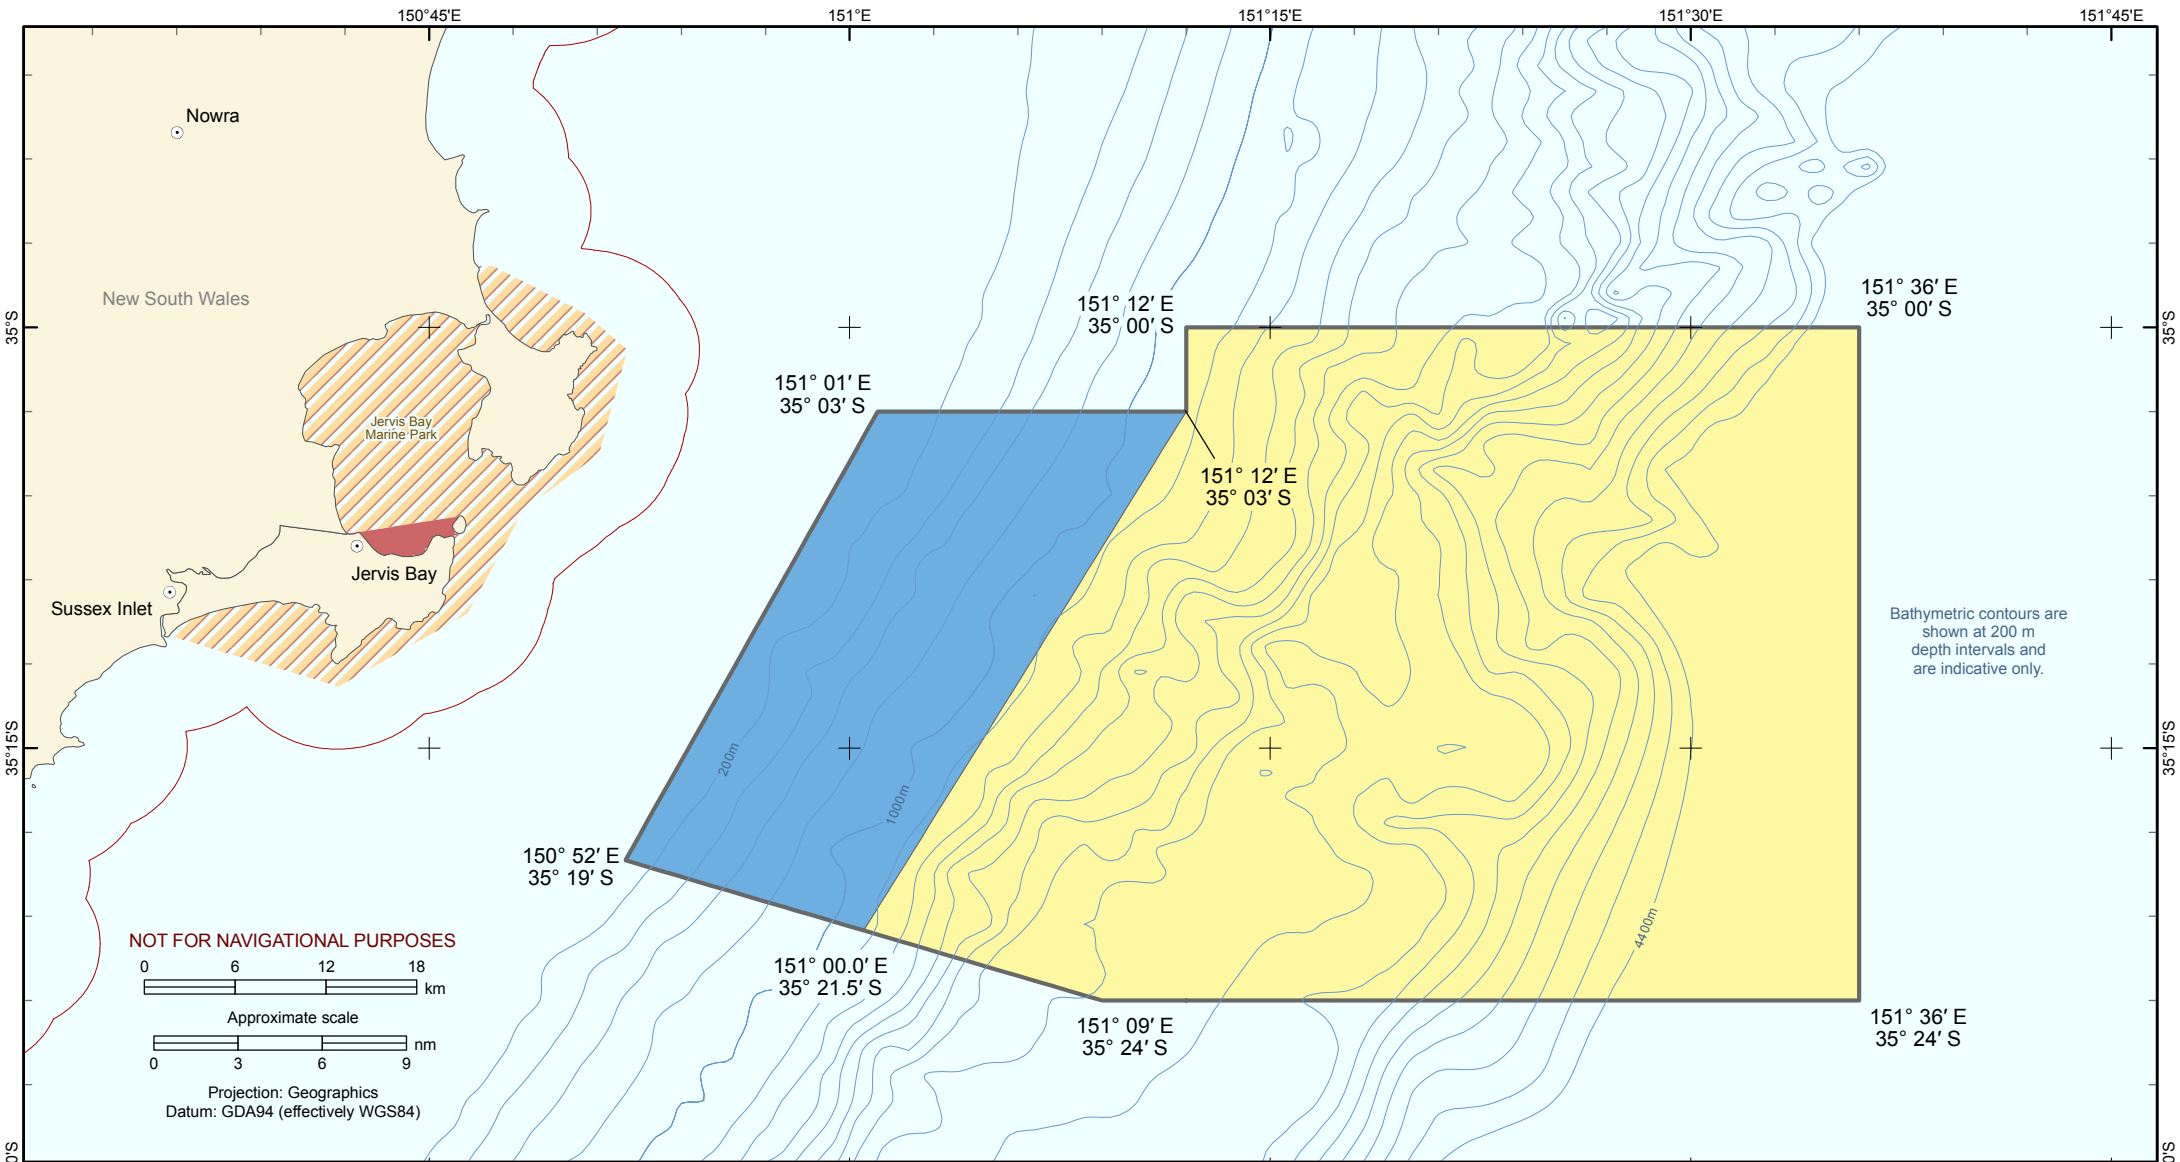 150°45'E
151°E
151°15'E
151°30'E
151°45'E
Nowra
New South Wales
35°S
35°S
151° 12′ E
35° 00′ S
151° 36′ E
35° 00′ S
151° 01′ E
35° 03′ S
Jervis Bay
Marine Park
151° 12′ E
35° 03′ S
Jervis Bay
Sussex Inlet
Bathymetric contours are
shown at 200 m
depth intervals and
are indicative only.
35°15'S
35°15'S
200m
1000m
150° 52′ E
35° 19′ S
4400m
NOT FOR NAVIGATIONAL PURPOSES
0 6 12 18
km
Approximate scale
nm
0 3 6 9
Projection: Geographics
Datum: GDA94 (effectively WGS84)
151° 00.0′ E
35° 21.5′ S
151° 09′ E
35° 24′ S
151° 36′ E
35° 24′ S